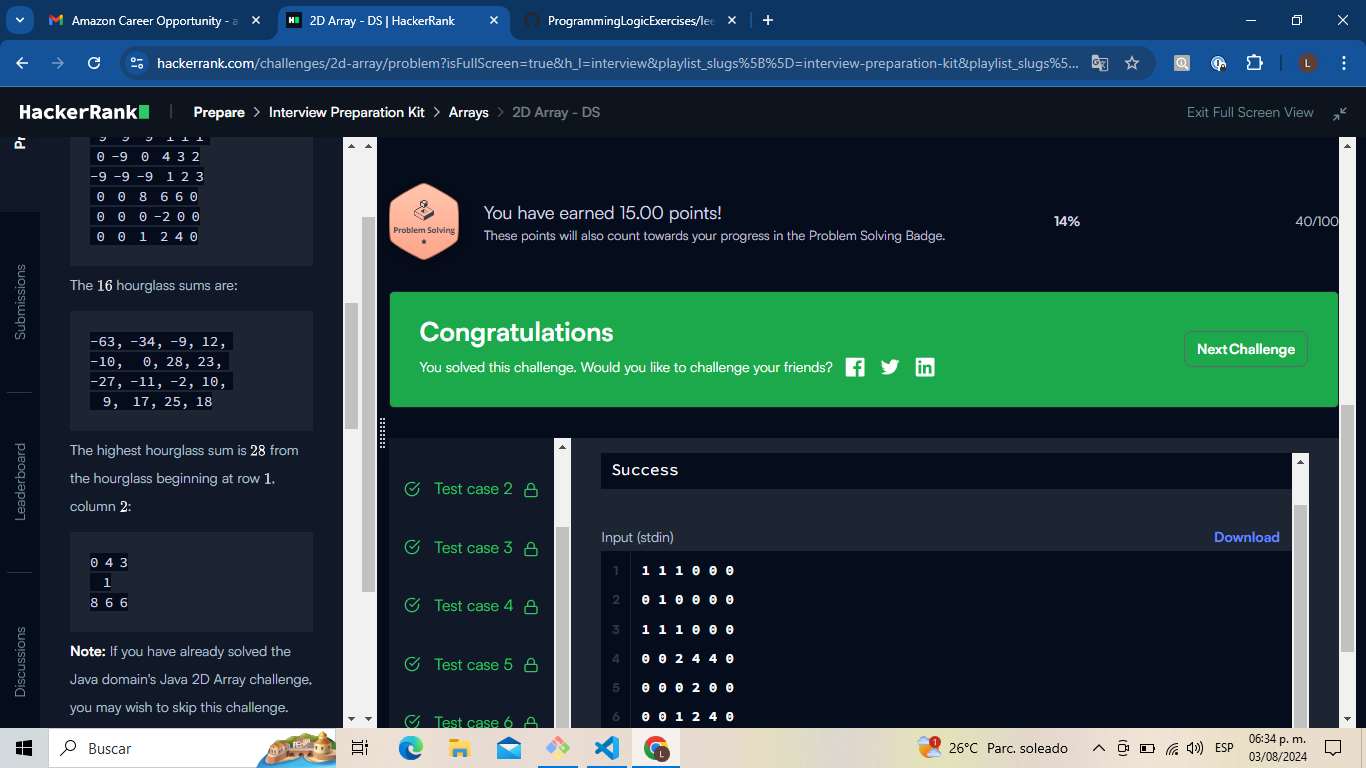 Amazon Career Opportunity - a
2D Array - DS | HackerRank
ProgrammingLogicExercises/lee
hackerrank.com/challenges/2d-array/problem?isFullScreen=true&h_l=interview&playlist_slugs%5B%5D=interview-preparation-kit&playlist_slugs%5...
L
HackerRank
Prepare > Interview Preparation Kit > Arrays > 2D Array - DS
Exit Full Screen View
Submissions
Leaderboard
Discussions
0 -9 0 4 3 2
-9 -9 -9 1 2 3
0 0 8 6 6 0
0 0 0 -2 0 0
0 0 1 2 4 0
The 16 hourglass sums are:
-63, -34, -9, 12,
-10, 0, 28, 23,
-27, -11, -2, 10,
9, 17, 25, 18
The highest hourglass sum is 28 from
the hourglass beginning at row 1,
column 2:
0 4 3
1
8 6 6
Note: If you have already solved the
Java domain's Java 2D Array challenge,
you may wish to skip this challenge.
Problem Solving
You have earned 15.00 points!
These points will also count towards your progress in the Problem Solving Badge.
14%
40/100
Congratulations
You solved this challenge. Would you like to challenge your friends?
Next Challenge
Test case 2
Test case 3
Test case 4
Test case 5
Test case 6
Success
Input (stdin)
Download
1 1 1 1 0 0 0
2 0 1 0 0 0 0
3 1 1 1 0 0 0
4 0 0 2 4 4 0
5 0 0 0 2 0 0
6 0 0 1 2 4 0
Buscar
L
1
26°C Parc. soleado
ESP
06:34 p. m.
03/08/2024